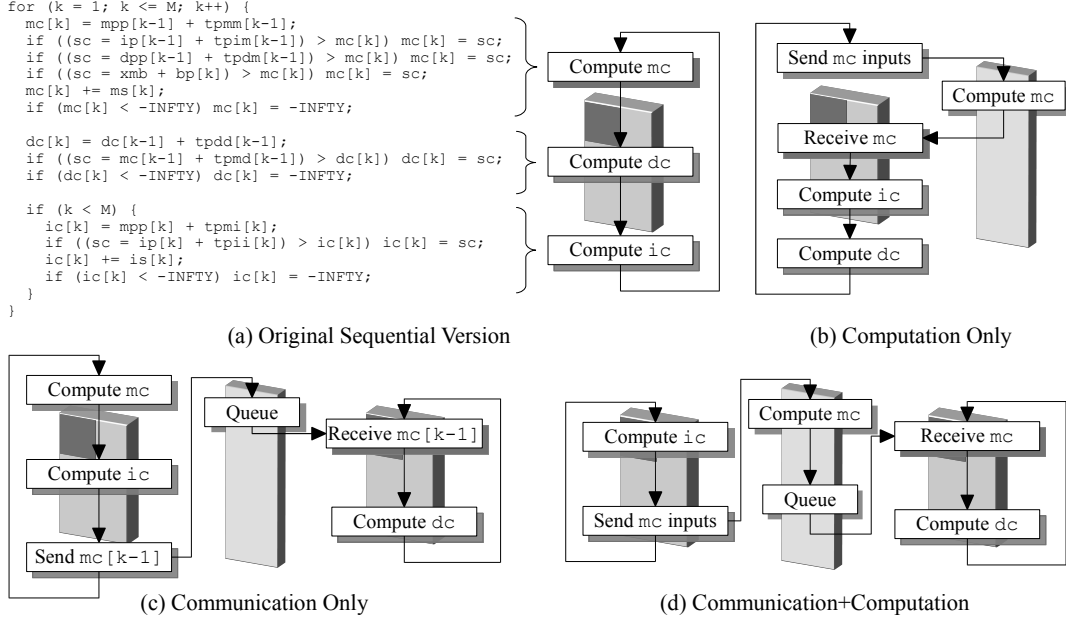 for (k = 1; k <= M; k++) {
mc[k] = mpp[k-1] + tpmm[k-1];
if ((sc = ip[k-1] + tpim[k-1]) > mc[k]) mc[k] = sc;
if ((sc = dpp[k-1] + tpdm[k-1]) > mc[k]) mc[k] = sc;
if ((sc = xmb + bp[k]) > mc[k]) mc[k] = sc;
mc[k] += ms[k];
if (mc[k] < -INFTY) mc[k] = -INFTY;
dc[k] = dc[k-1] + tpdd[k-1];
if ((sc = mc[k-1] + tpmd[k-1]) > dc[k]) dc[k] = sc;
if (dc[k] < -INFTY) dc[k] = -INFTY;
if (k < M) {
ic[k] = mpp[k] + tpmi[k];
if ((sc = ip[k] + tpii[k]) > ic[k]) ic[k] = sc;
ic[k] += is[k];
if (ic[k] < -INFTY) ic[k] = -INFTY;
}
}
Compute mc
Compute dc
Compute ic
(a) Original Sequential Version
Send mc inputs
Compute mc
Receive mc
Compute ic
Compute dc
(b) Computation Only
Compute mc
Compute ic
Send mc[k-1]
Queue
Receive mc[k-1]
Compute dc
(c) Communication Only
Compute ic
Send mc inputs
Compute mc
Queue
Receive mc
Compute dc
(d) Communication+Computation